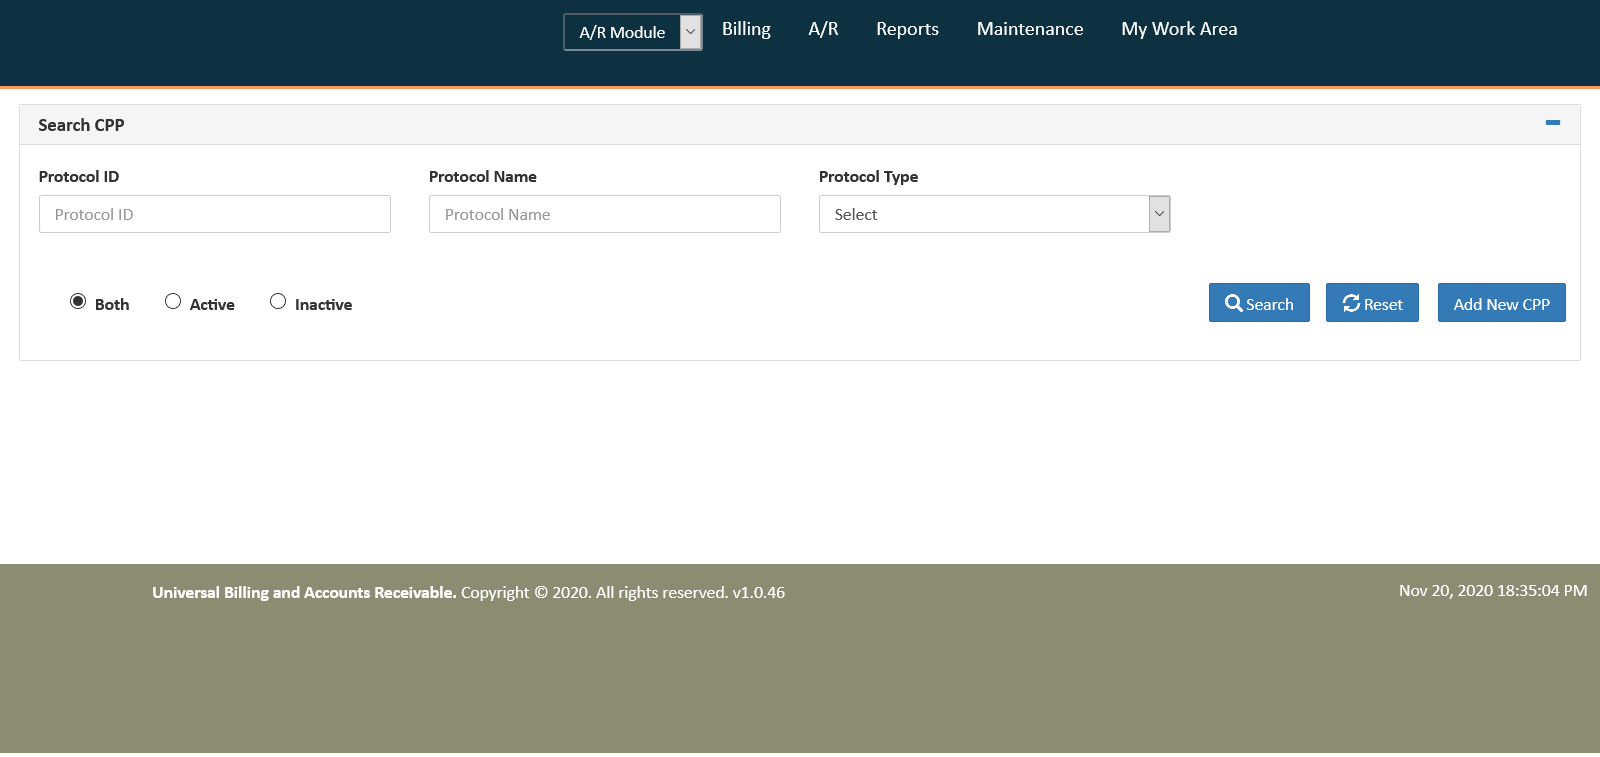 A/R Module Billing A/R Reports Maintenance My Work Area
Search CPP
Protocol ID Protocol Name Protocol Type
Protocol ID Protocol Name Select
Both Active Inactive Search Reset Add New CPP
Universal Billing and Accounts Receivable. Copyright © 2020. All rights reserved. v1.0.46 Nov 20, 2020 18:35:04 PM